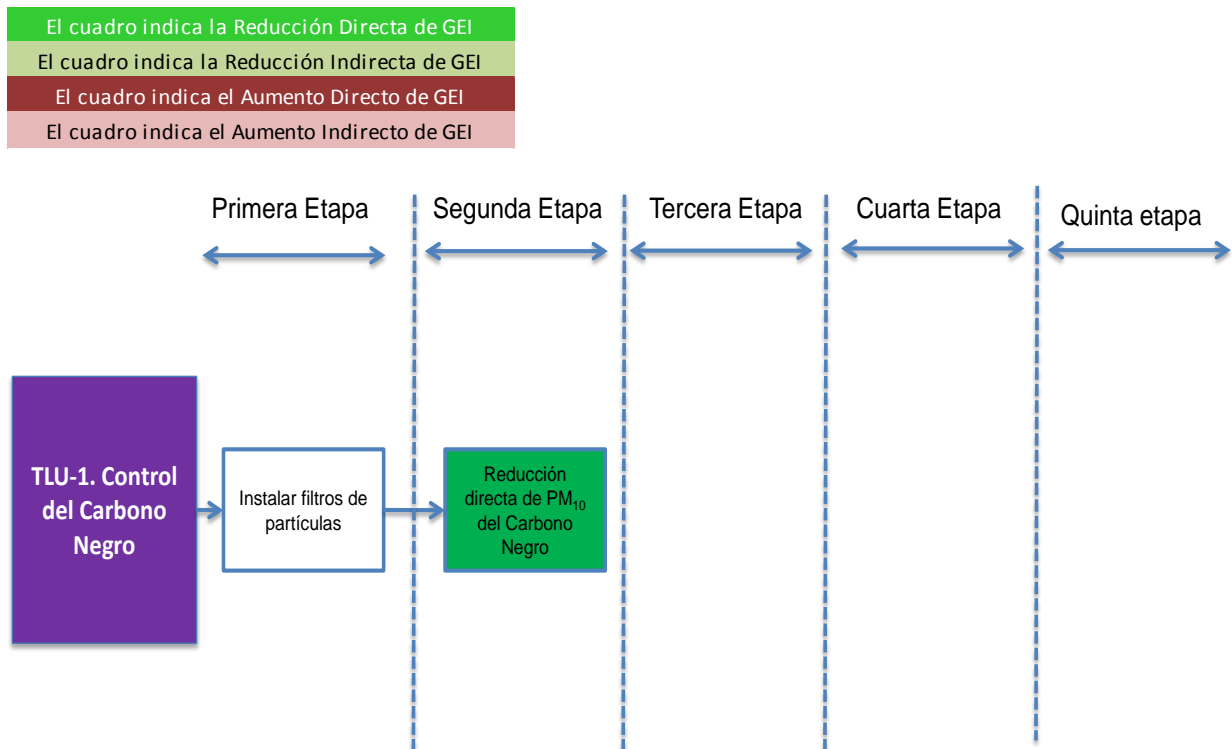 El cuadro indica la Reducción Directa de GEI
El cuadro indica la Reducción Indirecta de GEI
El cuadro indica el Aumento Directo de GEI
El cuadro indica el Aumento Indirecto de GEI
Primera Etapa
Segunda Etapa
Tercera Etapa
Cuarta Etapa
Quinta etapa
TLU-1. Control
del Carbono
Negro
Instalar filtros de
partículas
Reducción
directa de PM₁₀
del Carbono
Negro